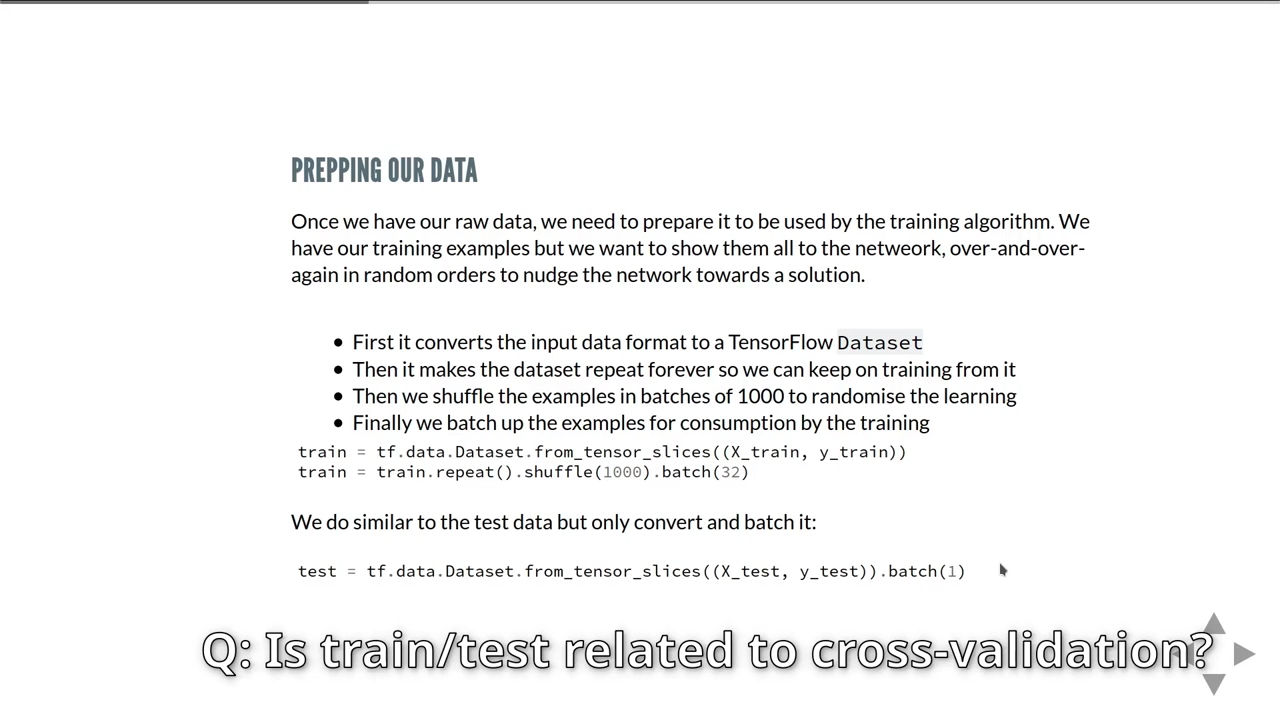 PREPPING OUR DATA
Once we have our raw data, we need to prepare it to be used by the training algorithm. We
have our training examples but we want to show them all to the netweork, over-and-over-
again in random orders to nudge the network towards a solution.
• First it converts the input data format to a TensorFlow Dataset
• Then it makes the dataset repeat forever so we can keep on training from it
• Then we shuffle the examples in batches of 1000 to randomise the learning
• Finally we batch up the examples for consumption by the training
train = tf.data.Dataset.from_tensor_slices((X_train, y_train))
train = train.repeat().shuffle(1000).batch(32)
We do similar to the test data but only convert and batch it:
test = tf.data.Dataset.from_tensor_slices((X_test, y_test)).batch(1)
Q: Is train/test related to cross-validation?